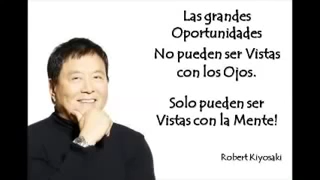 Las grandes
Oportunidades
No pueden ser Vistas
con los Ojos.
Solo pueden ser
Vistas con la Mente!
Robert Kiyosaki